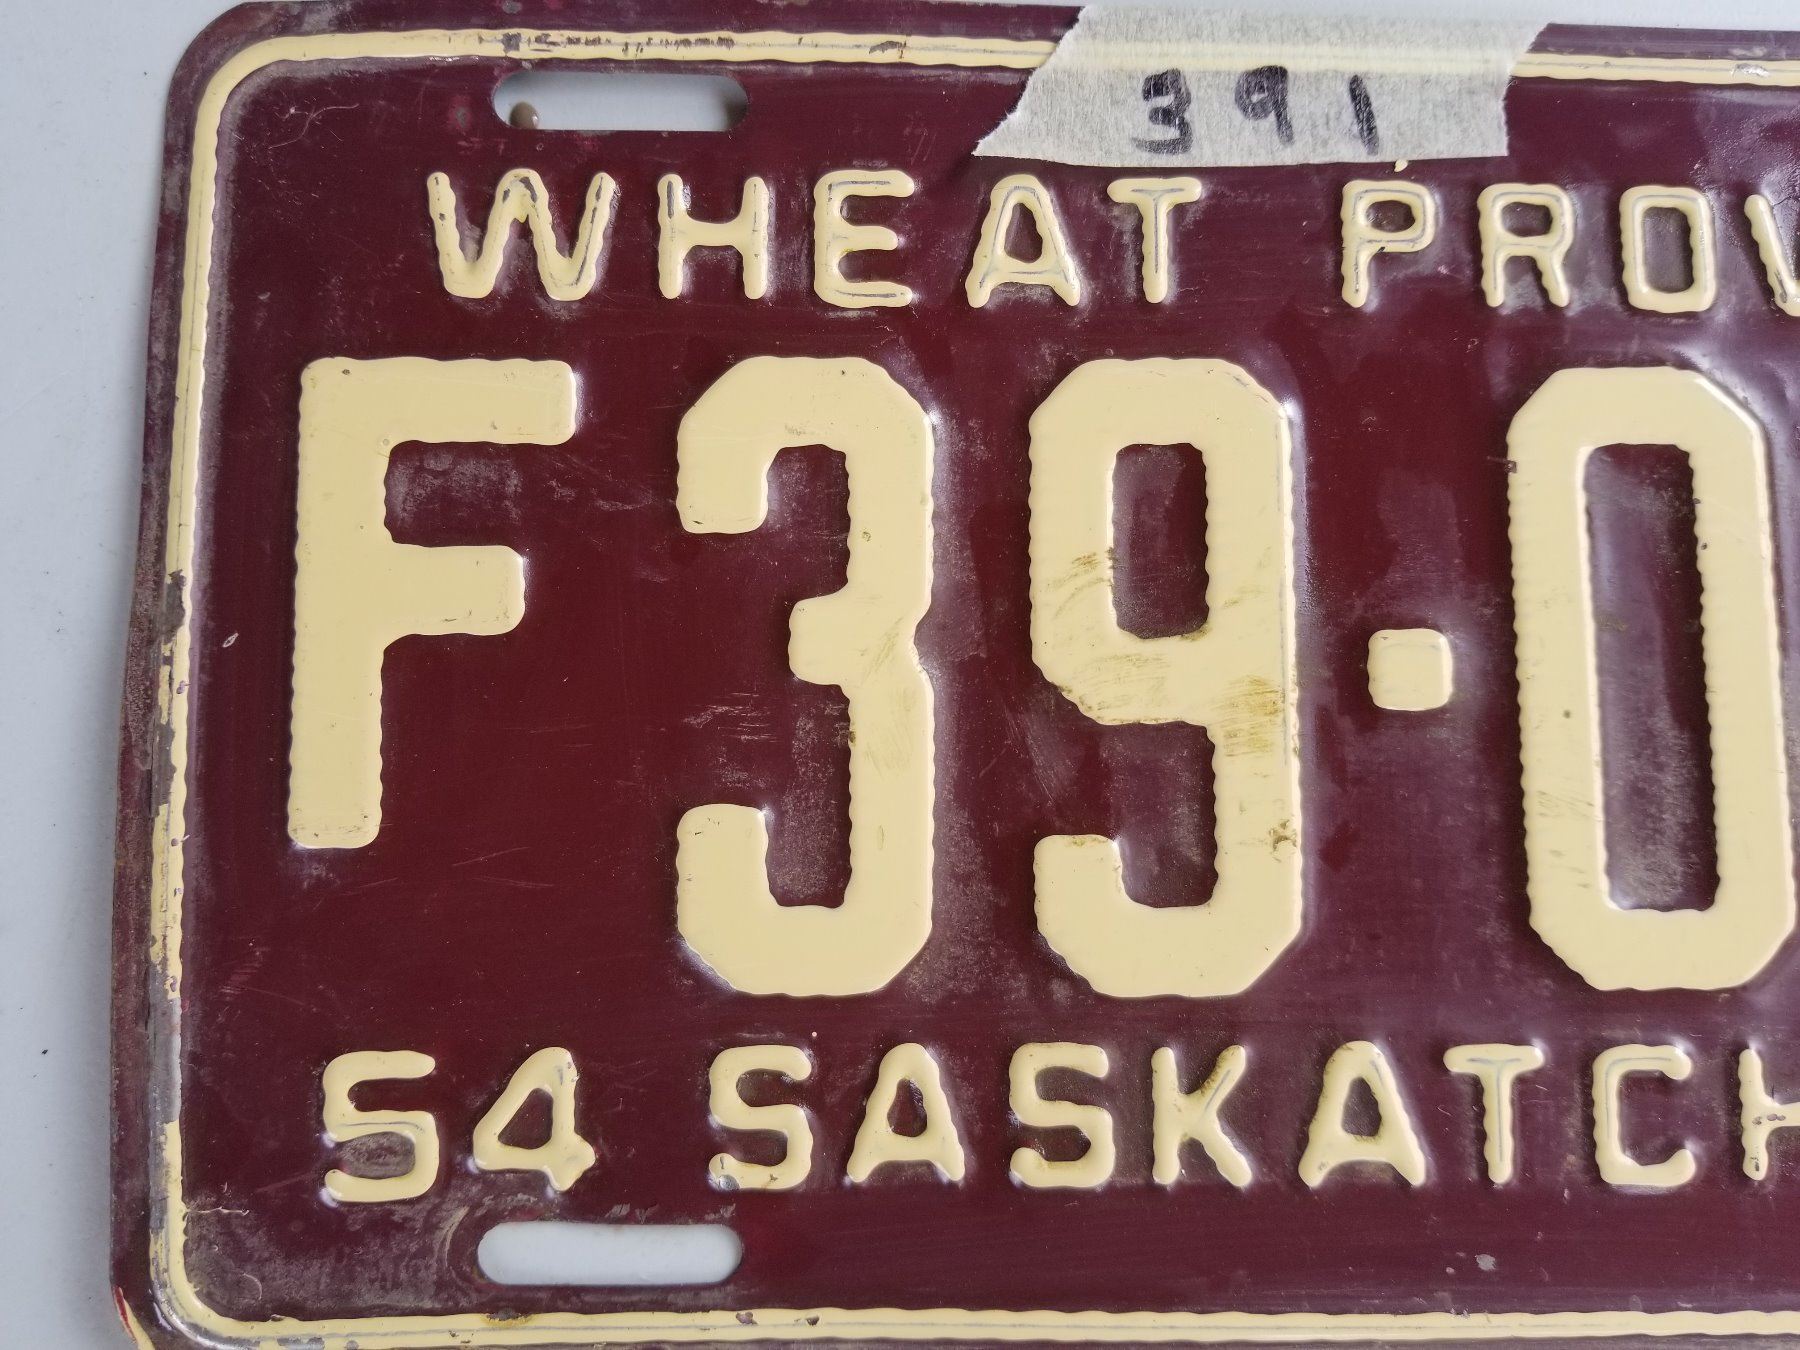 391
WHEAT PROV
F39·0
54 SASKATCH